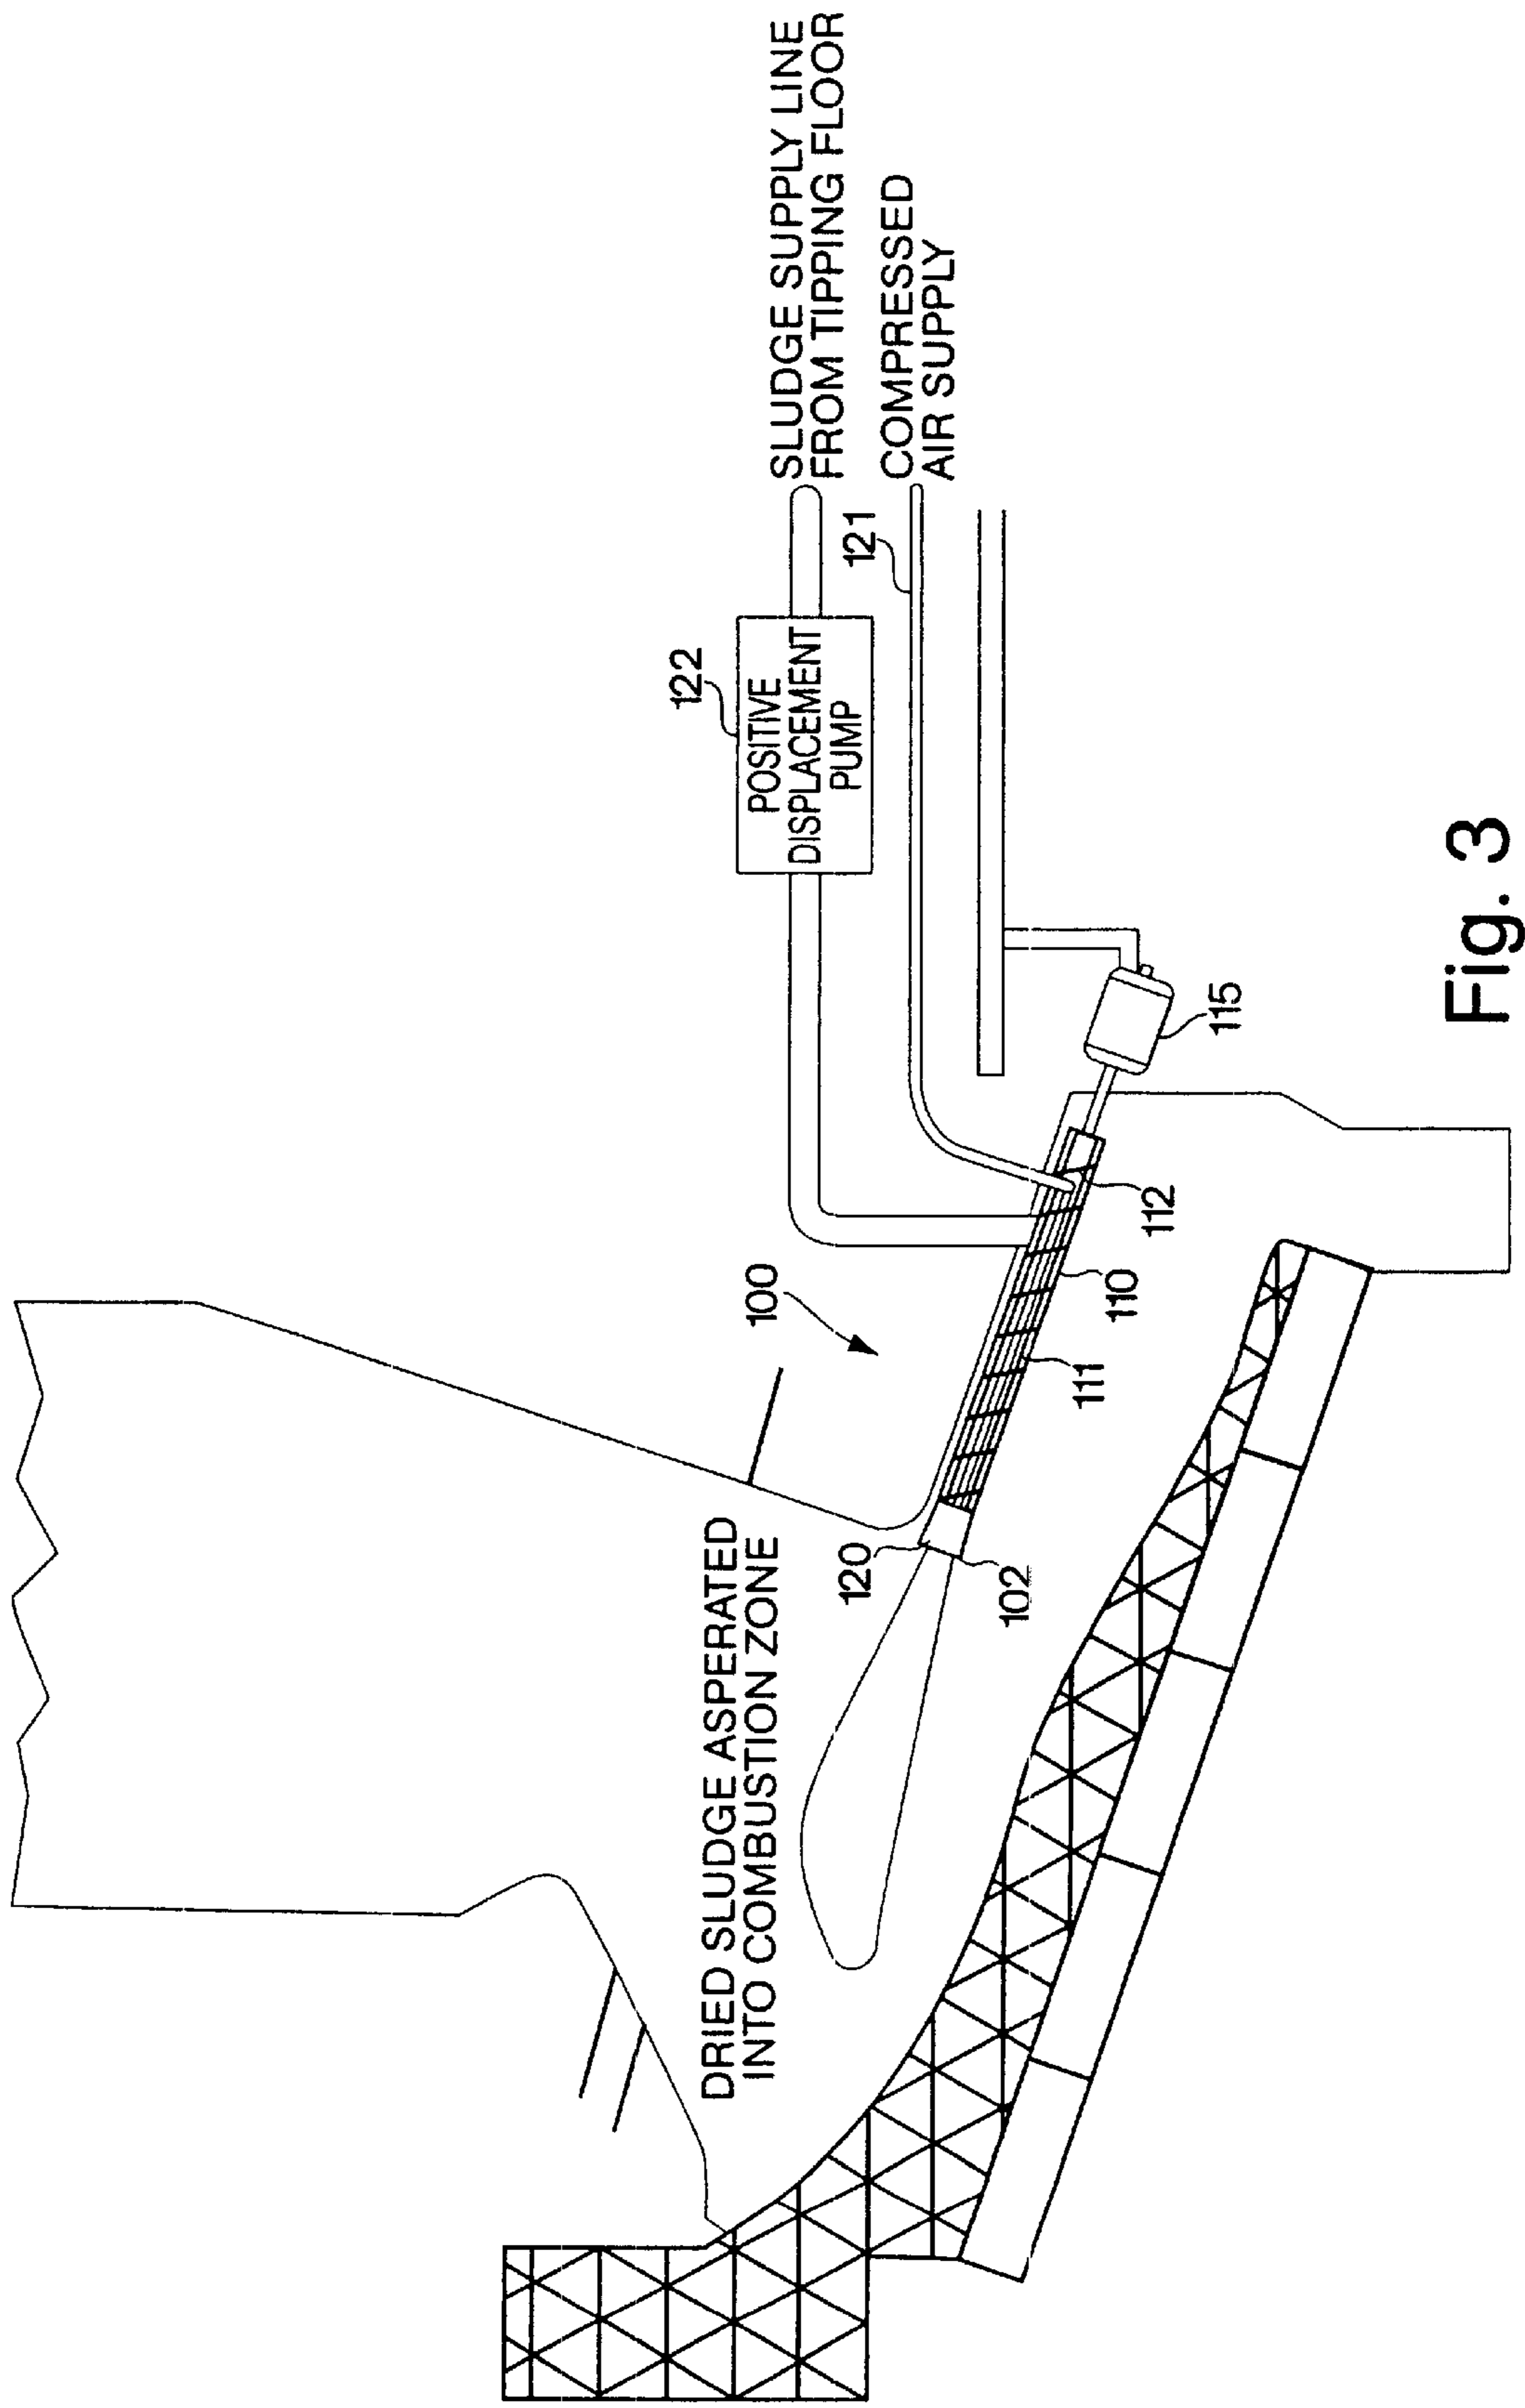 SLUDGE SUPPLY LINE
FROM TIPPING FLOOR
COMPRESSED
AIR SUPPLY
122
POSITIVE
DISPLACEMENT
PUMP
121
100
115
112
110
111
120
102
DRIED SLUDGE ASPERATED
INTO COMBUSTION ZONE
Fig. 3